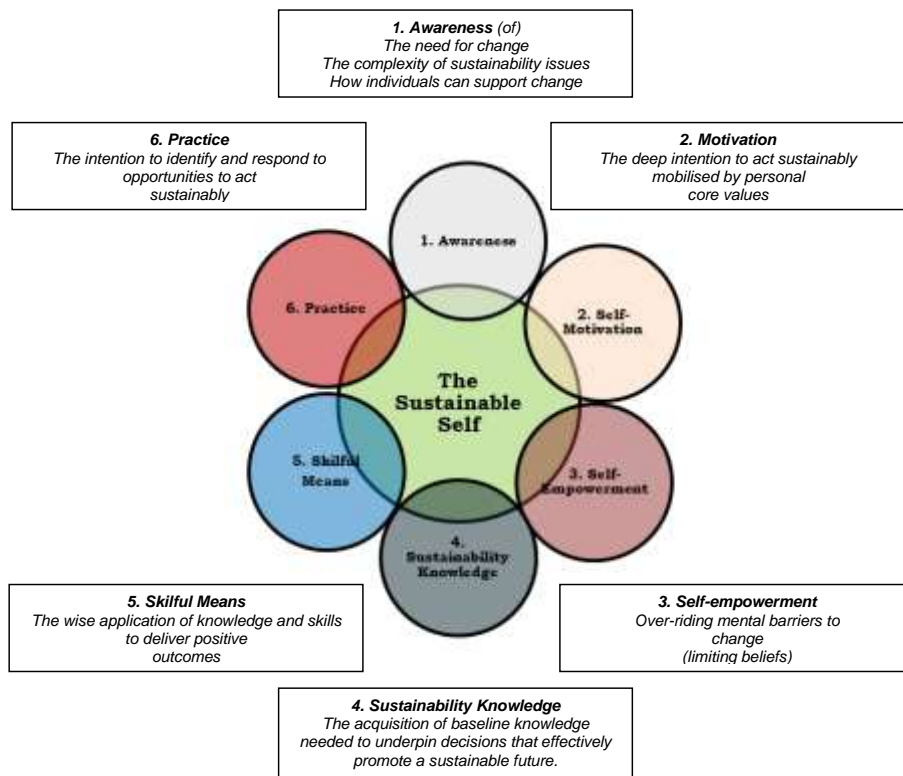 1. Awareness (of)
The need for change
The complexity of sustainability issues
How individuals can support change
6. Practice
The intention to identify and respond to
opportunities to act
sustainably
2. Motivation
The deep intention to act sustainably
mobilised by personal
core values
1. Awareness
6. Practice
2. Self-
Motivation
The
Sustainable
Self
5. Skilful
Means
3. Self-
Empowerment
4.
Sustainability
Knowledge
5. Skilful Means
The wise application of knowledge and skills
to deliver positive
outcomes
3. Self-empowerment
Over-riding mental barriers to
change
(limiting beliefs)
4. Sustainability Knowledge
The acquisition of baseline knowledge
needed to underpin decisions that effectively
promote a sustainable future.